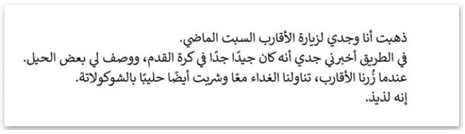 ذهبت أنا وجدي لزيارة الأقارب السبت الماضي.
في الطريق أخبرني جدي أنه كان جيدًا جدًا في كرة القدم، ووصف لي بعض الحيل.
عندما زُرنا الأقارب، تناولنا الغداء معًا وشربت أيضًا حليبًا بالشوكولاتة.
إنه لذيذ.